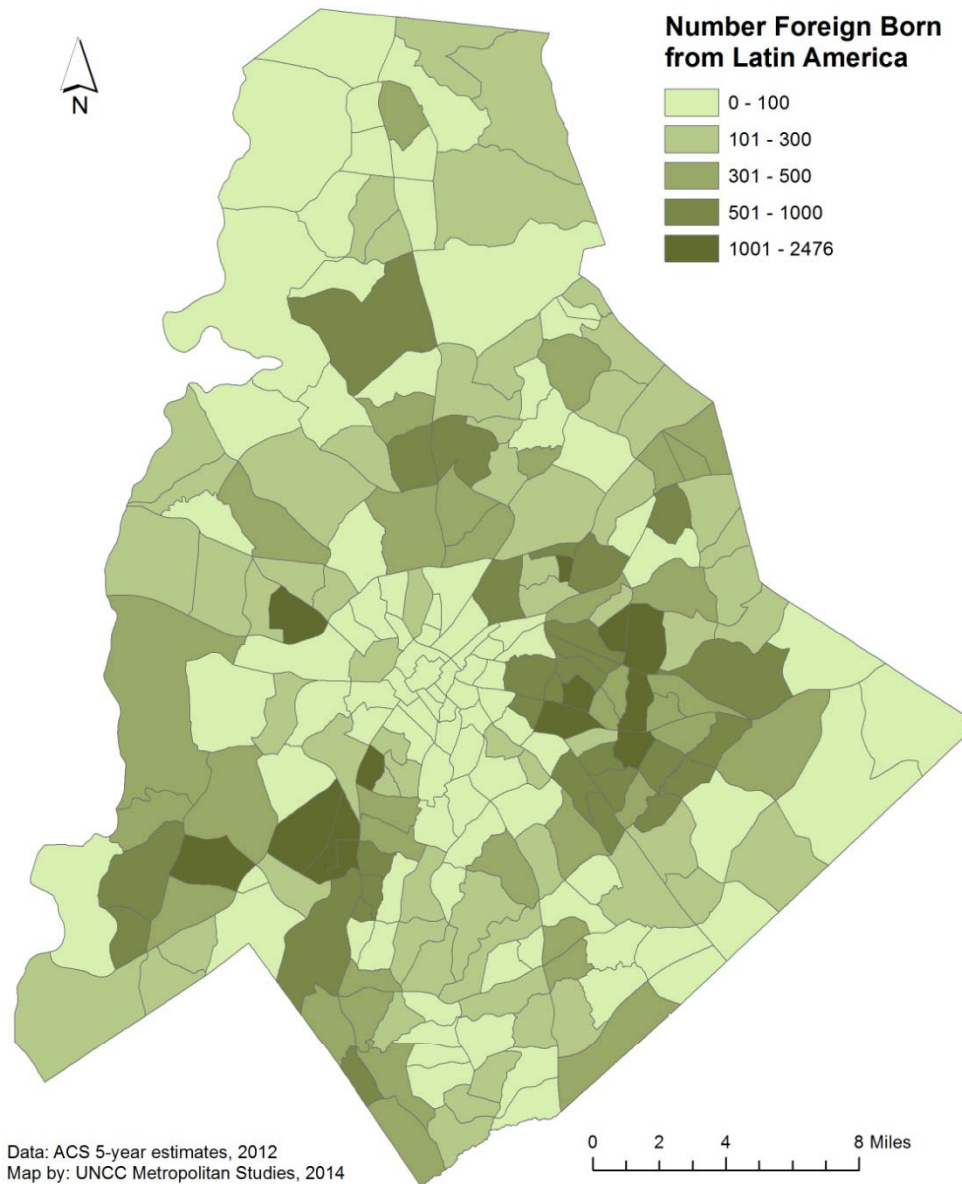 Number Foreign Born
from Latin America
N
0 - 100
101 - 300
301 - 500
501 - 1000
1001 - 2476
Data: ACS 5-year estimates, 2012
Map by: UNCC Metropolitan Studies, 2014
0 2 4 8 Miles